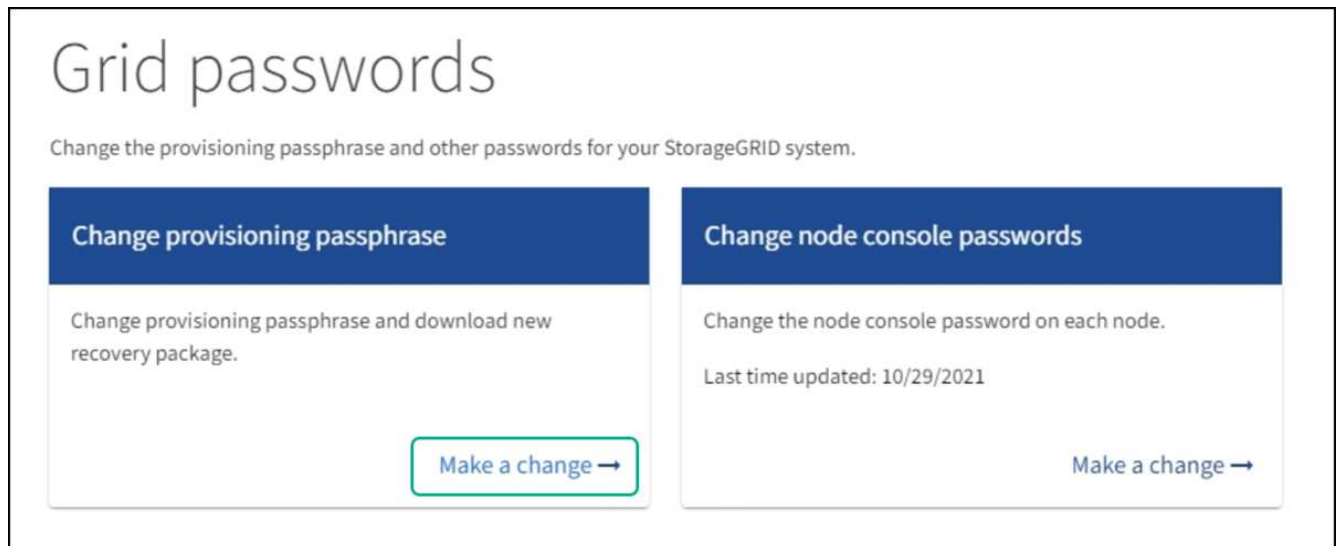 Grid passwords
Change the provisioning passphrase and other passwords for your StorageGRID system.
Change provisioning passphrase
Change provisioning passphrase and download new
recovery package.
Make a change →
Change node console passwords
Change the node console password on each node.
Last time updated: 10/29/2021
Make a change →